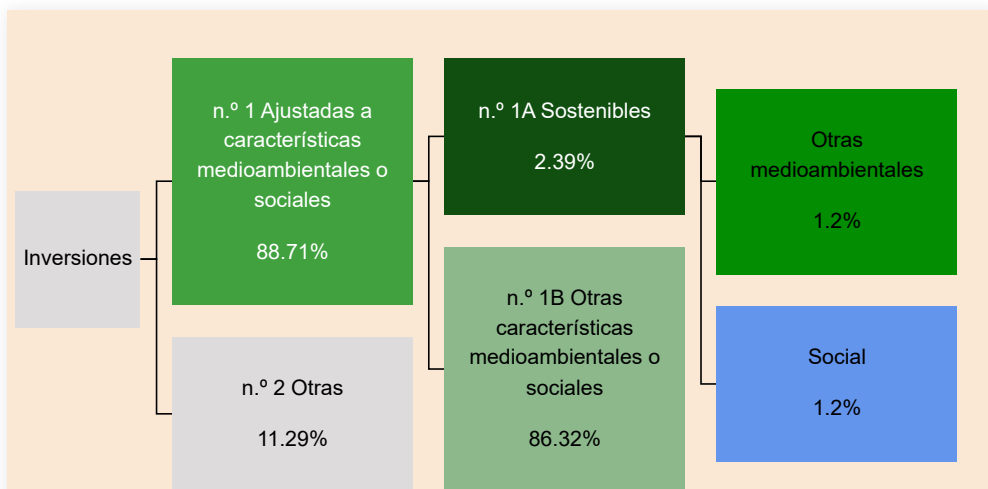 Inversiones
n.º 1 Ajustadas a
características
medioambientales o
sociales
88.71%
n.º 2 Otras
11.29%
n.º 1A Sostenibles
2.39%
n.º 1B Otras
características
medioambientales o
sociales
86.32%
Otras
medioambientales
1.2%
Social
1.2%